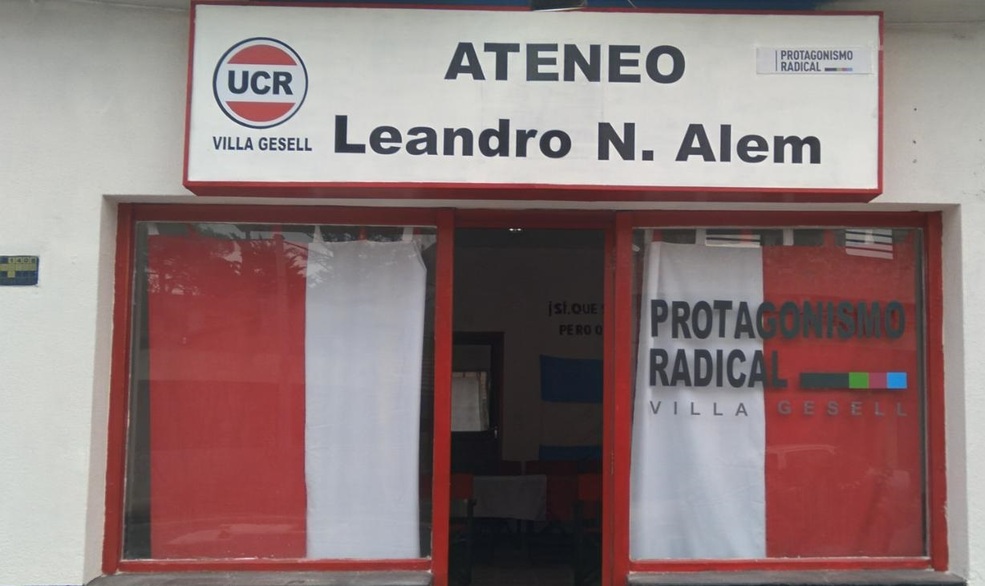 UCR
VILLA GESELL
ATENEO
Leandro N. Alem
PROTAGONISMO
RADICAL
¡SI, QUE
PERO
PROTAGONISMO
RADICAL
VILLA GESELL